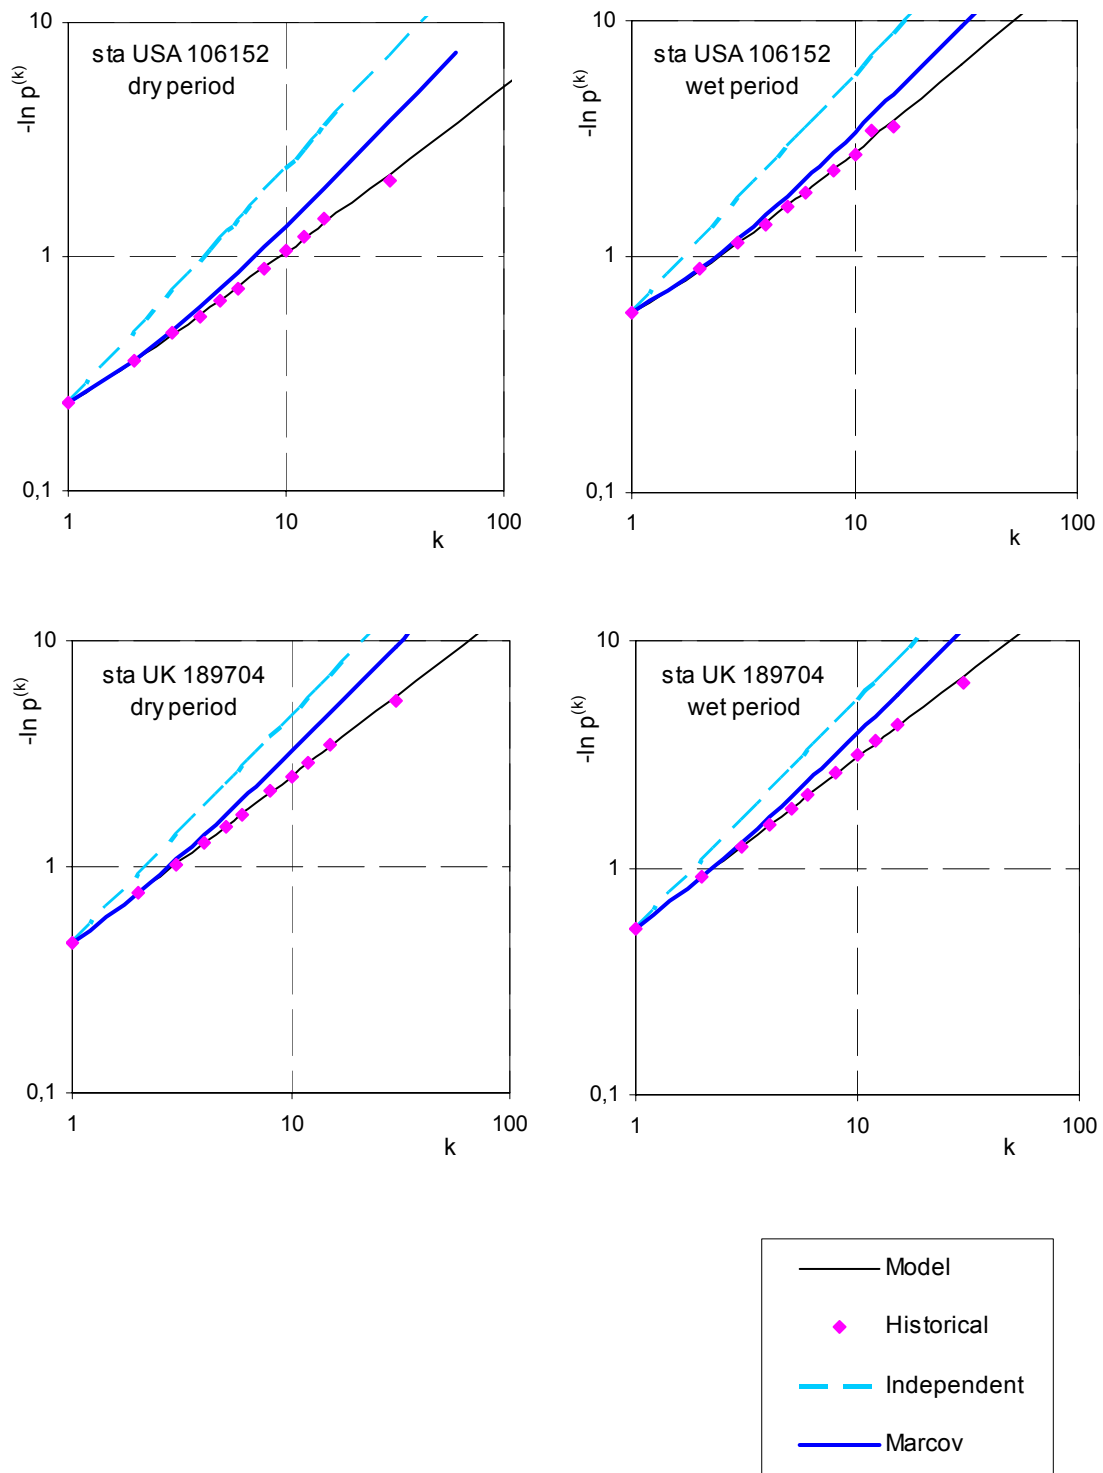 10
sta USA 106152
dry period
-ln p(k)
1
0,1
1
10
100
k
10
sta USA 106152
wet period
-ln p(k)
1
0,1
1
10
100
k
10
sta UK 189704
dry period
-ln p(k)
1
0,1
1
10
100
k
10
sta UK 189704
wet period
-ln p(k)
1
0,1
1
10
100
k
Model
Historical
Independent
Marcov